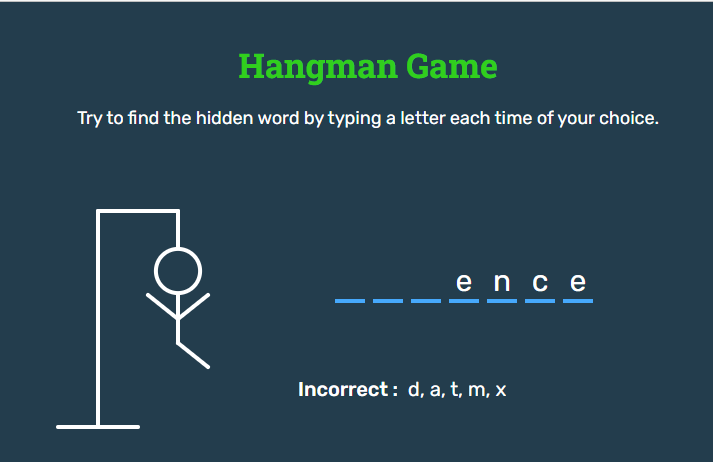 Hangman Game
Try to find the hidden word by typing a letter each time of your choice.
e n c e
Incorrect : d, a, t, m, x